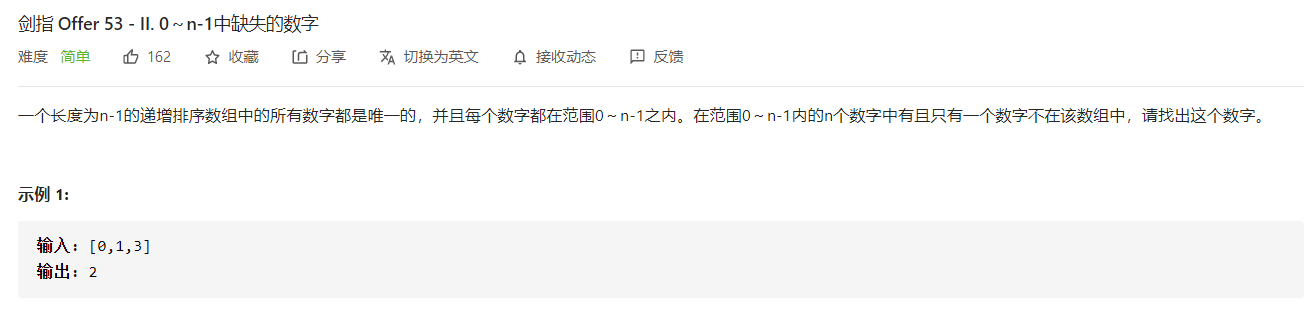 剑指 Offer 53 - II. 0～n-1中缺失的数字
难度 简单 162 收藏 分享 切换为英文 接收动态 反馈
一个长度为n-1的递增排序数组中的所有数字都是唯一的，并且每个数字都在范围0～n-1之内。在范围0～n-1内的n个数字中有且只有一个数字不在该数组中，请找出这个数字。
示例 1:
输入：[0,1,3]
输出：2